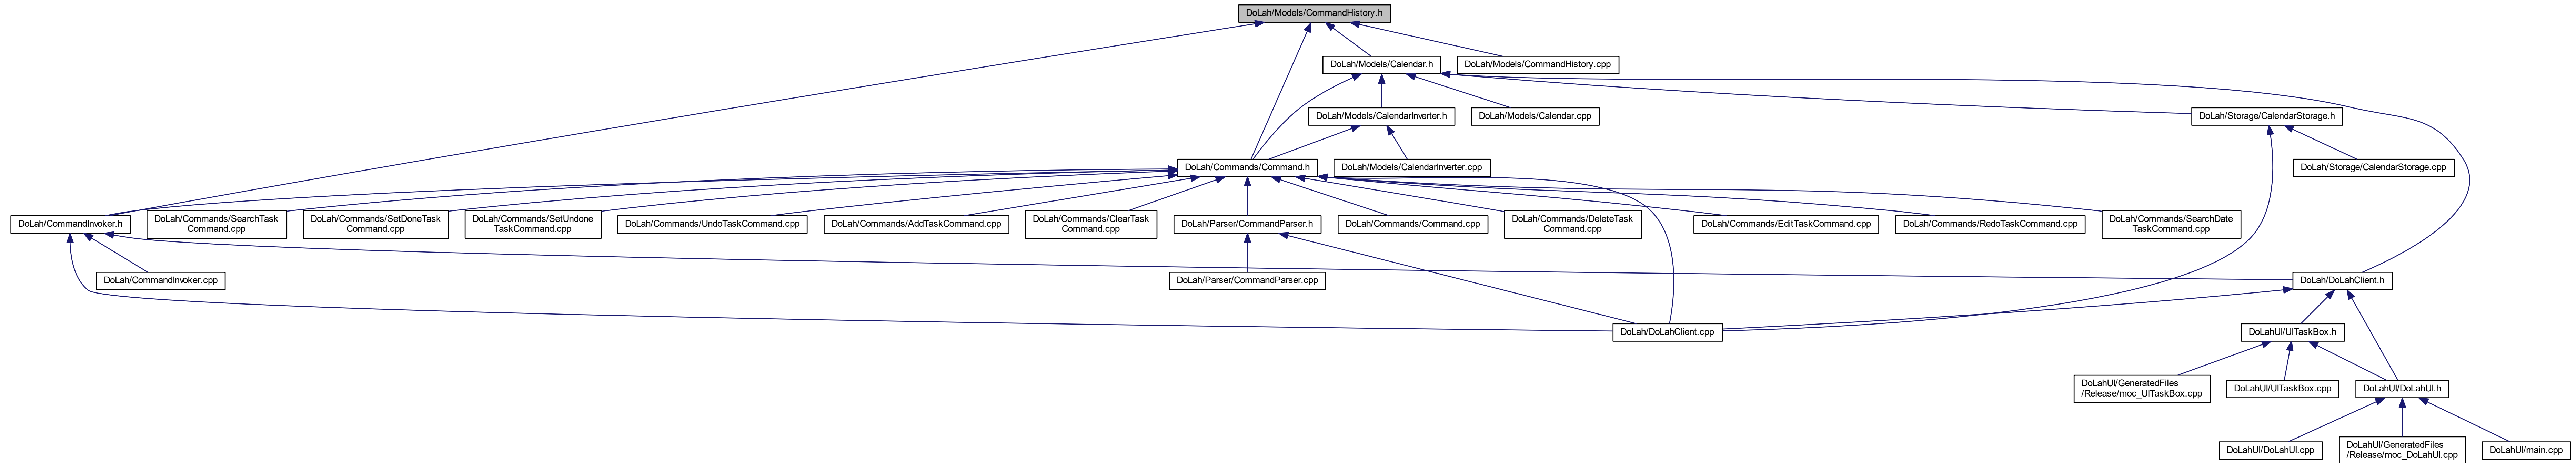 DoLah/Models/CommandHistory.h
DoLah/Models/Calendar.h
DoLah/Models/CommandHistory.cpp
DoLah/Models/CalendarInverter.h
DoLah/Models/Calendar.cpp
DoLah/Storage/CalendarStorage.h
DoLah/Commands/Command.h
DoLah/Models/CalendarInverter.cpp
DoLah/Storage/CalendarStorage.cpp
DoLah/CommandInvoker.h
DoLah/Commands/SearchTask
Command.cpp
DoLah/Commands/SetDoneTask
Command.cpp
DoLah/Commands/SetUndone
TaskCommand.cpp
DoLah/Commands/UndoTaskCommand.cpp
DoLah/Commands/AddTaskCommand.cpp
DoLah/Commands/ClearTask
Command.cpp
DoLah/Parser/CommandParser.h
DoLah/Commands/Command.cpp
DoLah/Commands/DeleteTask
Command.cpp
DoLah/Commands/EditTaskCommand.cpp
DoLah/Commands/RedoTaskCommand.cpp
DoLah/Commands/SearchDate
TaskCommand.cpp
DoLah/CommandInvoker.cpp
DoLah/Parser/CommandParser.cpp
DoLah/DoLahClient.h
DoLah/DoLahClient.cpp
DoLahUI/UITaskBox.h
DoLahUI/GeneratedFiles
/Release/moc_UITaskBox.cpp
DoLahUI/UITaskBox.cpp
DoLahUI/DoLahUI.h
DoLahUI/DoLahUI.cpp
DoLahUI/GeneratedFiles
/Release/moc_DoLahUI.cpp
DoLahUI/main.cpp